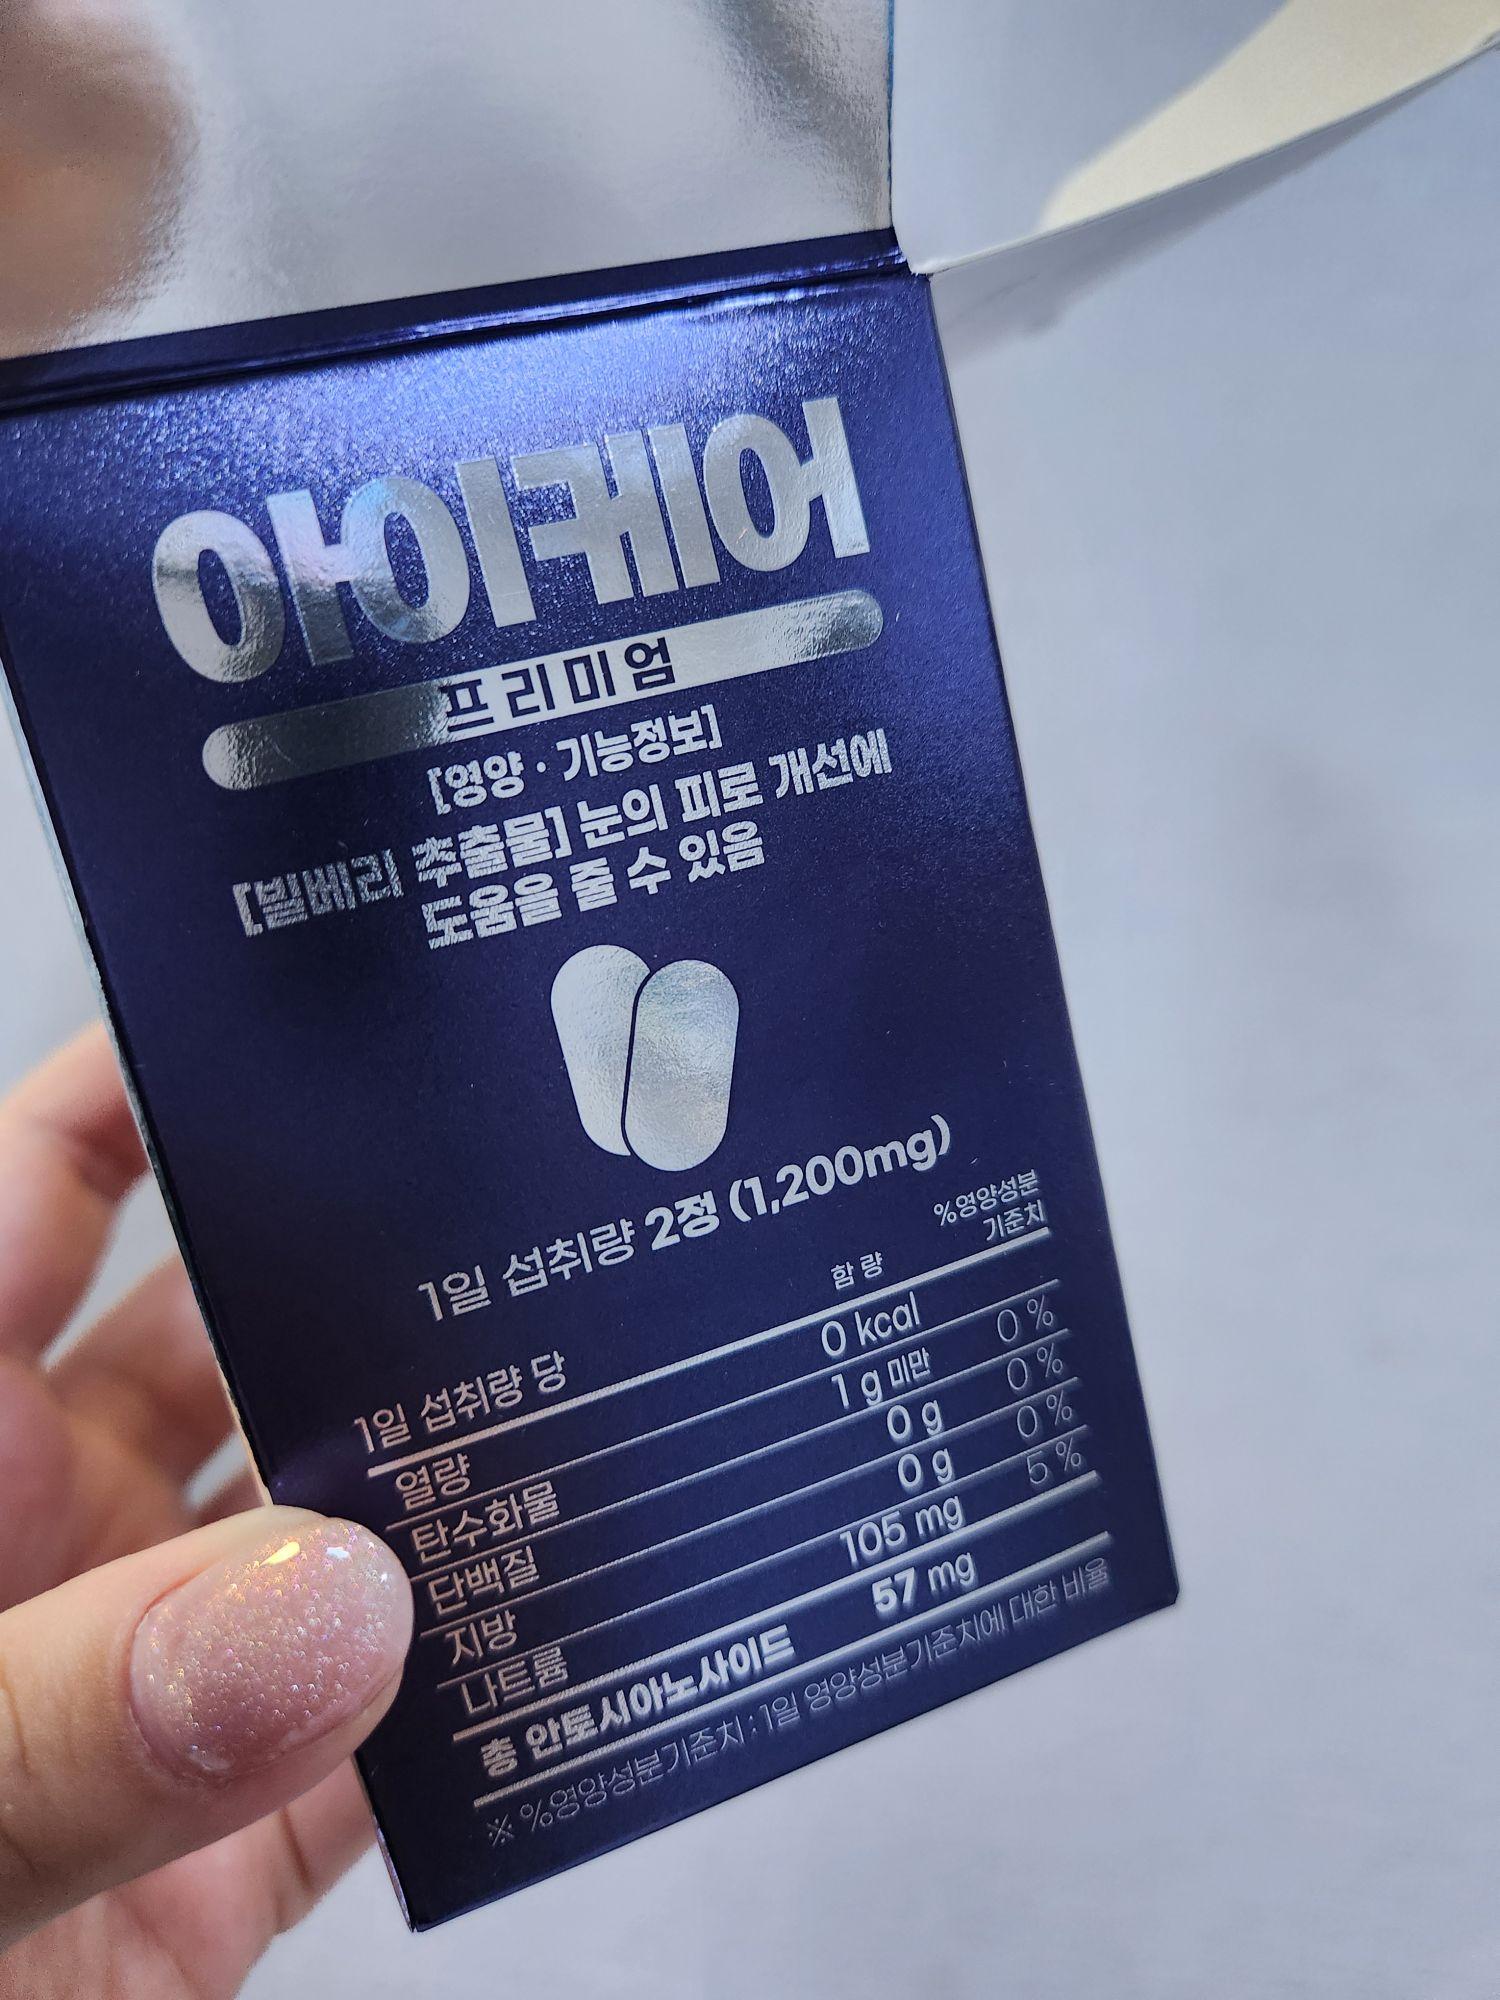 아이케어
프리미엄
[영양·기능정보]
[빌베리 추출물] 눈의 피로 개선에
도움을 줄 수 있음
1일 섭취량 2정 (1,200mg)
1일 섭취량 당 함량 %영양성분
기준치
열량 0 kcal
탄수화물 1 g 미만 0 %
단백질 0 g 0 %
지방 0 g 0 %
나트륨 105 mg 5 %
총 안토시아노사이드 57 mg
※ %영양성분기준치 : 1일 영양성분기준치에 대한 비율